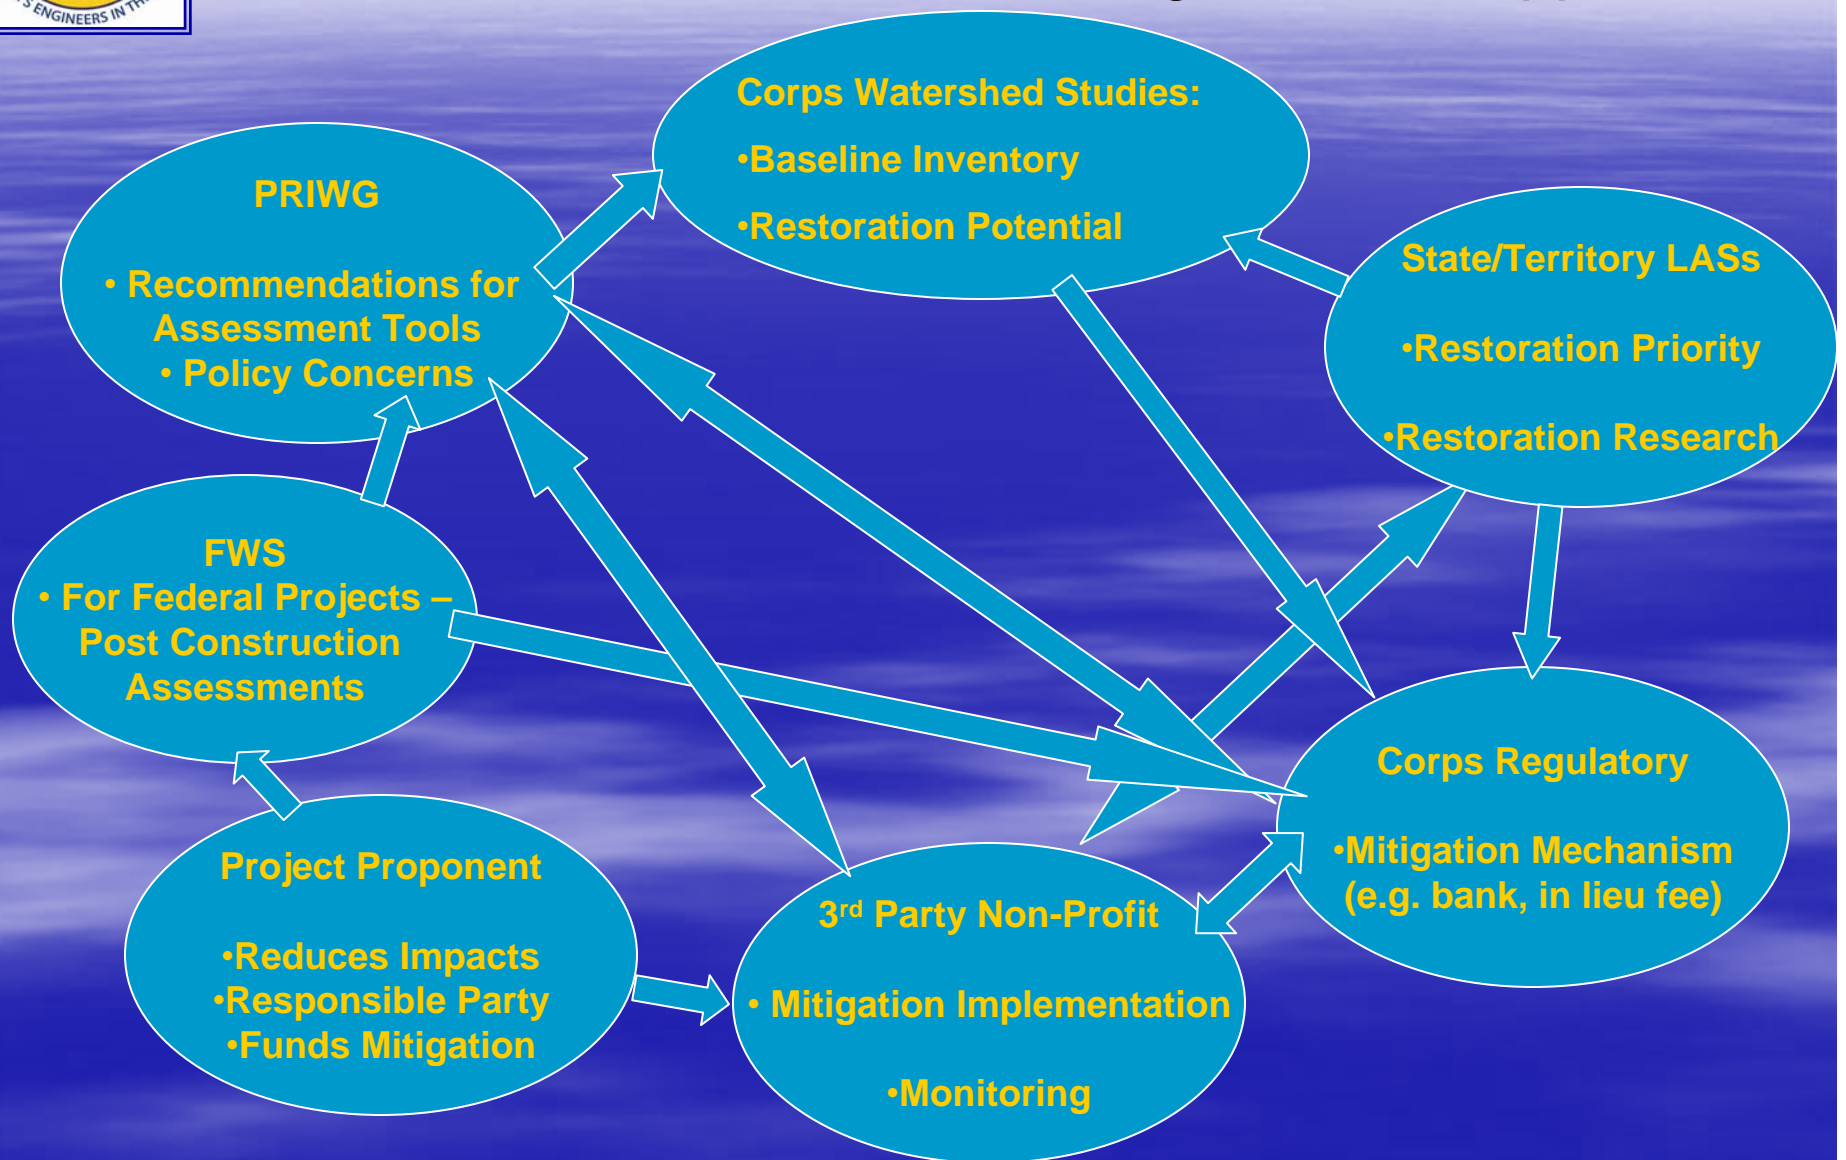 ENGINEERS IN
Corps Watershed Studies:
•Baseline Inventory
•Restoration Potential
PRIWG
• Recommendations for
Assessment Tools
• Policy Concerns
State/Territory LASs
•Restoration Priority
•Restoration Research
FWS
• For Federal Projects –
Post Construction
Assessments
Corps Regulatory
•Mitigation Mechanism
(e.g. bank, in lieu fee)
Project Proponent
•Reduces Impacts
•Responsible Party
•Funds Mitigation
3rd Party Non-Profit
• Mitigation Implementation
•Monitoring